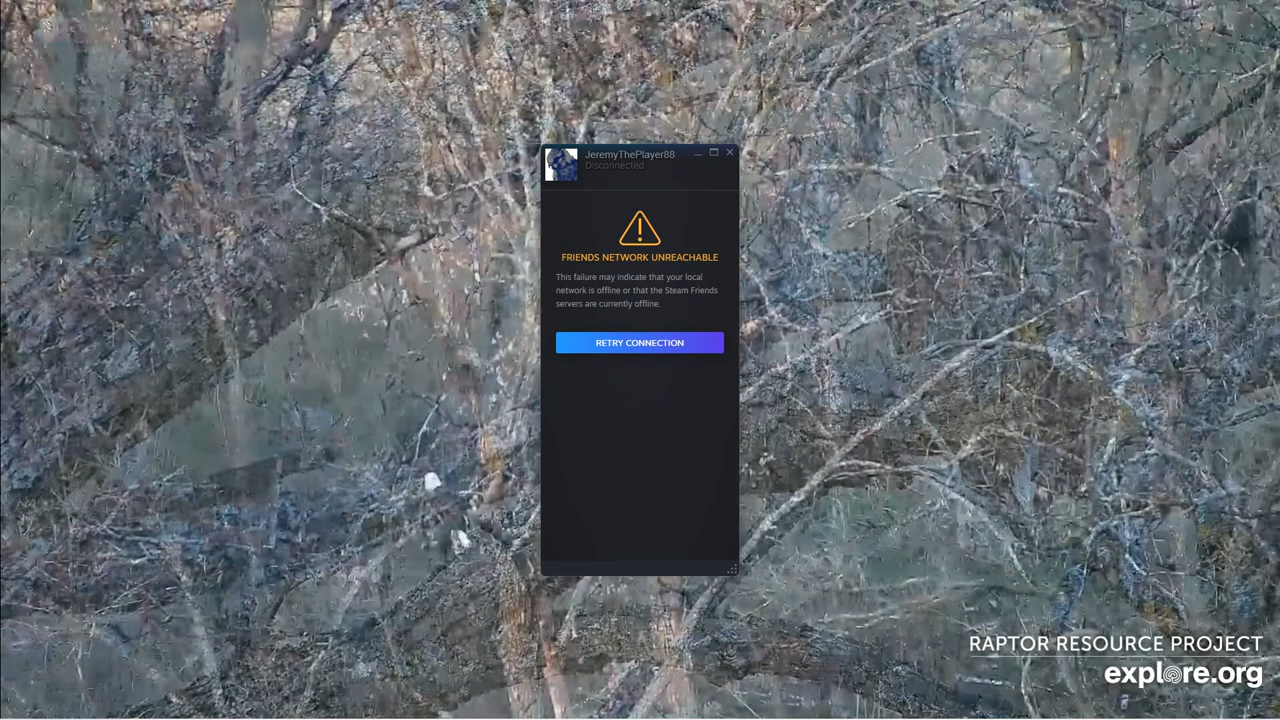 JeremyThePlayer88
Disconnected
FRIENDS NETWORK UNREACHABLE
This failure may indicate that your local
network is offline or that the Steam Friends
servers are currently offline.
RETRY CONNECTION
RAPTOR RESOURCE PROJECT
explore.org